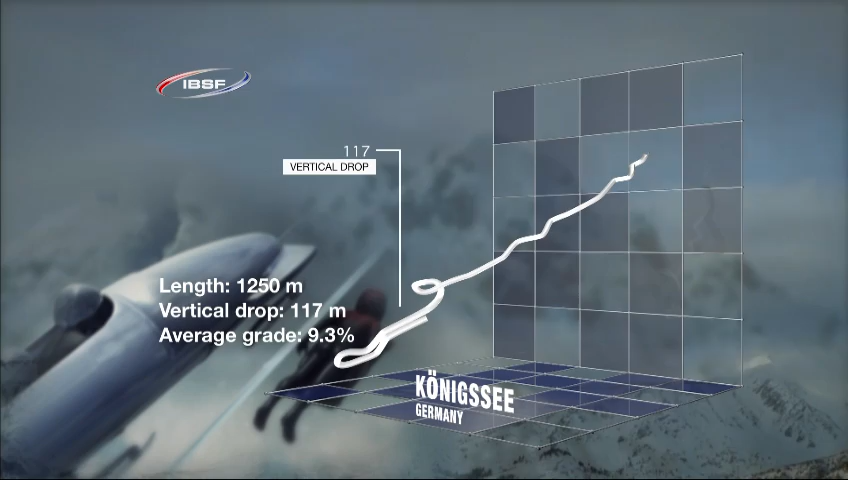 IBSF
117
VERTICAL DROP
Length: 1250 m
Vertical drop: 117 m
Average grade: 9.3%
KÖNIGSSEE
GERMANY